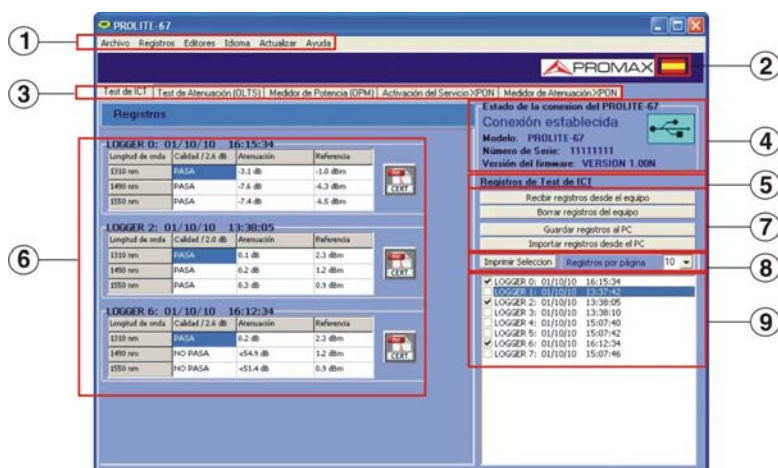 PROLITE-67
1
Archivo Registros Editores Idioma Actualizar Ayuda
PROMAX
2
3
Test de ICT Test de Atenuación (OLTS) Medidor de Potencia (OPM) Activación del Servicio XPON Medidor de Atenuación XPON
Registros
Estado de la conexion del PROLITE-67
Conexión establecida
Modelo: PROLITE-67
Número de Serie: 11111111
Versión del firmware: VERSION 1.00N
4
LOGGER 0: 01/10/10 16:15:34
Longitud de onda Calidad / 2.6 dB Atenuación Referencia
1310 nm PASA -3.1 dB -1.0 dBm
1490 nm PASA -7.6 dB -6.3 dBm
1550 nm PASA -7.4 dB -6.5 dBm
CERT
Registros de Test de ICT
5
Recibir registros desde el equipo
Borrar registros del equipo
Guardar registros al PC
Importar registros desde el PC
7
6
LOGGER 2: 01/10/10 13:38:05
Longitud de onda Calidad / 2.0 dB Atenuación Referencia
1310 nm PASA 0.1 dB 2.3 dBm
1490 nm PASA 0.2 dB 1.2 dBm
1550 nm PASA 0.3 dB 0.9 dBm
CERT
Imprimir Seleccion Registros por página 10
8
LOGGER 6: 01/10/10 16:12:34
Longitud de onda Calidad / 2.6 dB Atenuación Referencia
1310 nm PASA 0.2 dB 2.3 dBm
1490 nm NO PASA <54.9 dB 1.2 dBm
1550 nm NO PASA <51.4 dB 0.9 dBm
CERT
LOGGER 0: 01/10/10 16:15:34
LOGGER 1: 01/10/10 13:37:42
LOGGER 2: 01/10/10 13:38:05
LOGGER 3: 01/10/10 13:38:10
LOGGER 4: 01/10/10 15:07:40
LOGGER 5: 01/10/10 15:07:42
LOGGER 6: 01/10/10 16:12:34
LOGGER 7: 01/10/10 15:07:46
9